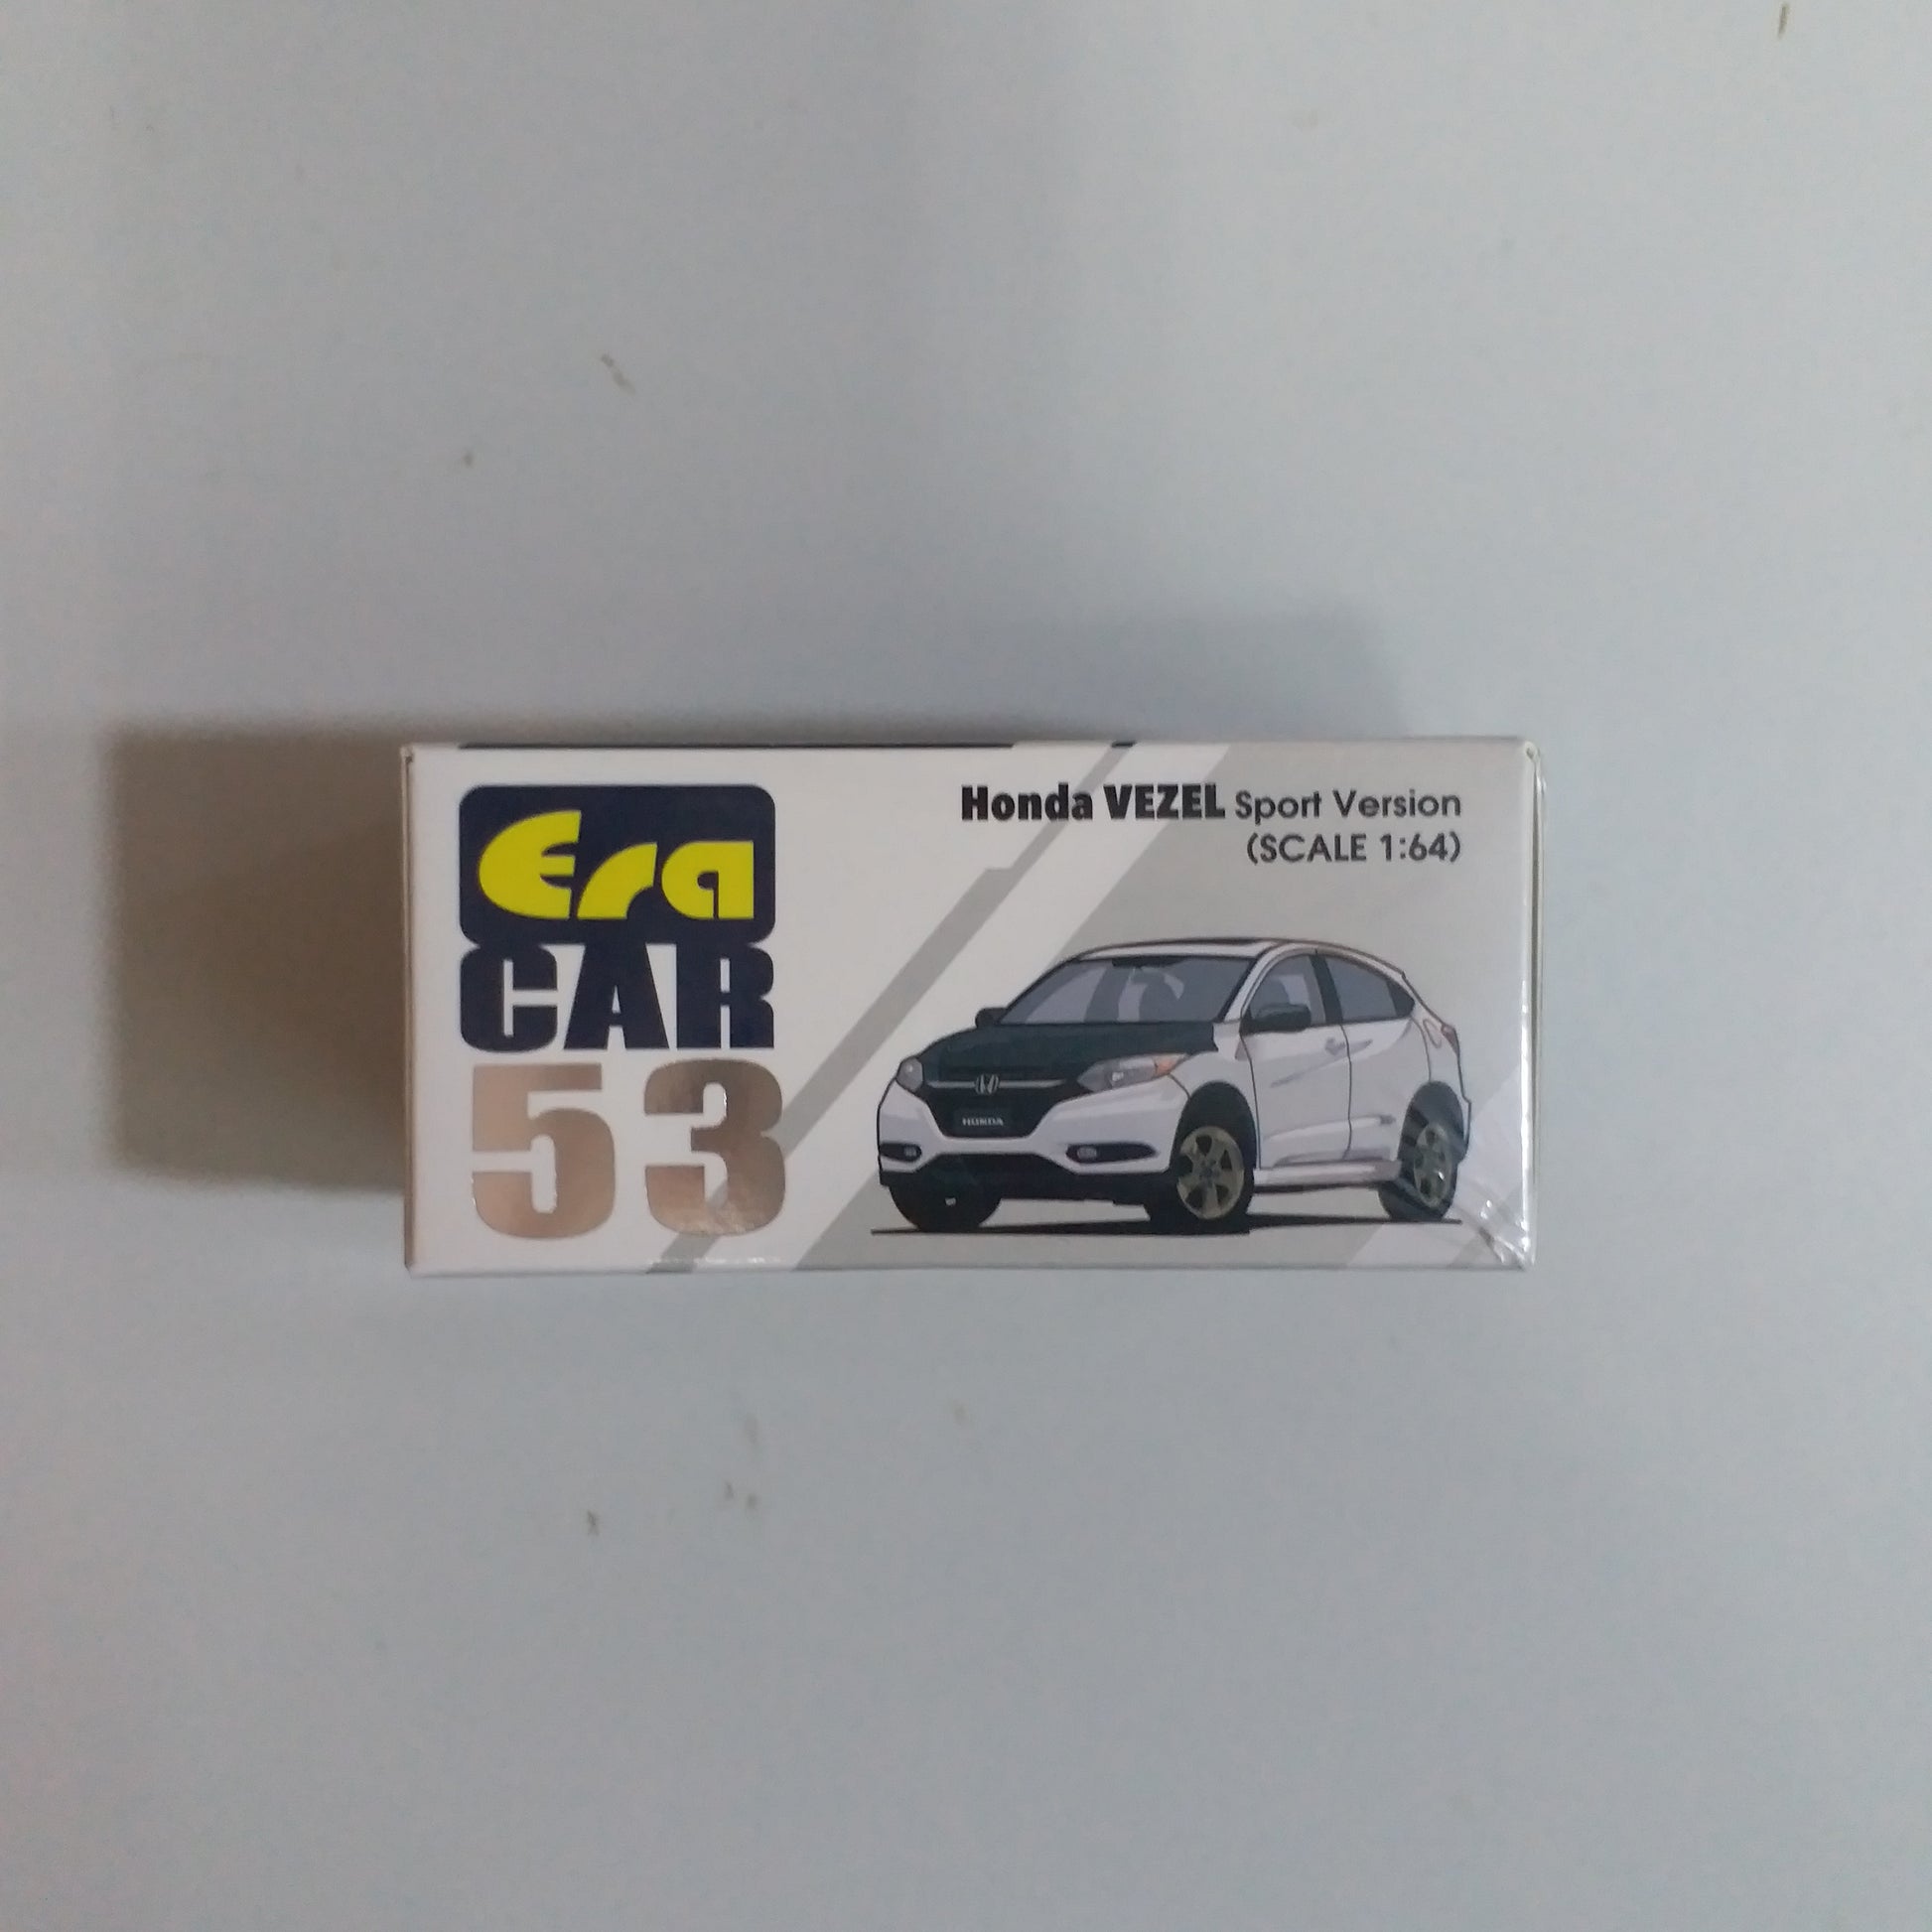 Era
CAR
53
Honda VEZEL Sport Version
(SCALE 1:64)
HONDA